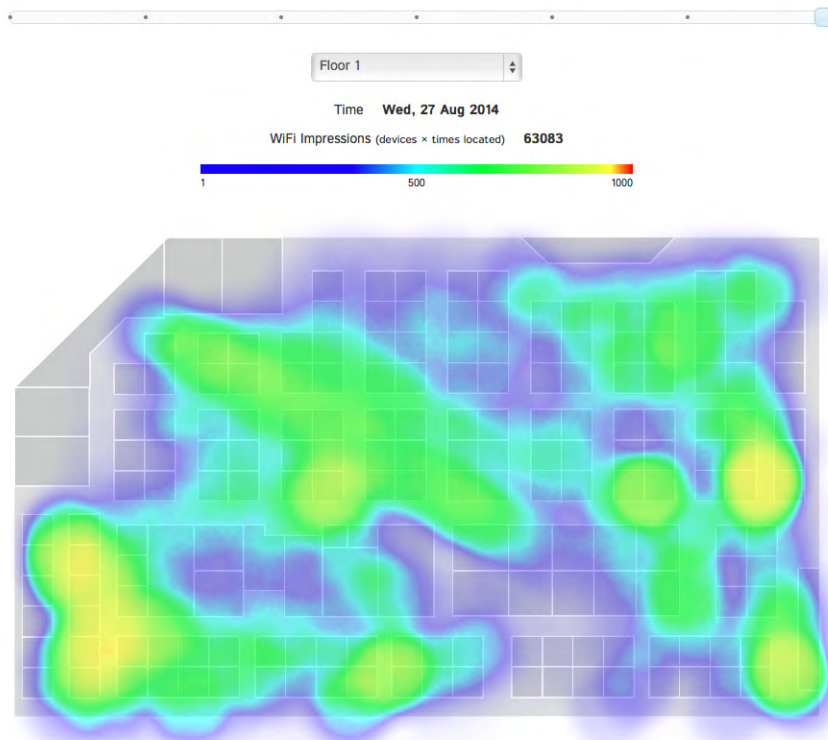 Floor 1
Time Wed, 27 Aug 2014
WiFi Impressions (devices × times located) 63083
1 500 1000